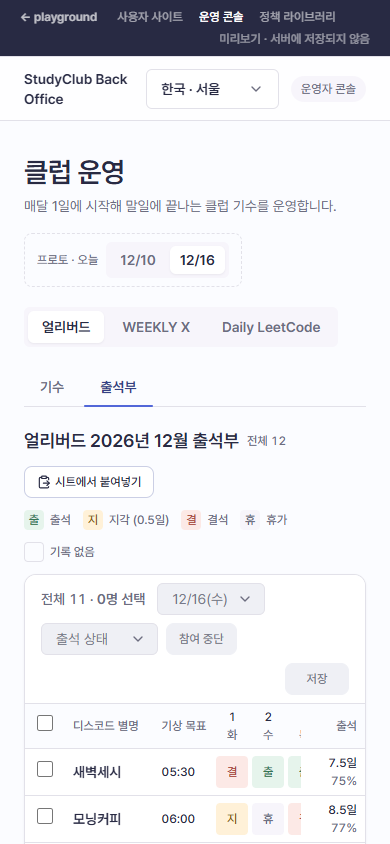 ← playground 사용자 사이트 운영 콘솔 정책 라이브러리
미리보기 · 서버에 저장되지 않음
StudyClub Back Office 한국 · 서울 운영자 콘솔
클럽 운영
매달 1일에 시작해 말일에 끝나는 클럽 기수를 운영합니다.
프로토 · 오늘 12/10 12/16
얼리버드 WEEKLY X Daily LeetCode
기수 출석부
얼리버드 2026년 12월 출석부 전체 12
시트에서 붙여넣기
출 출석 지 지각 (0.5일) 결 결석 휴 휴가
기록 없음
전체 11 · 0명 선택 12/16(수)
출석 상태 참여 중단
저장
디스코드 별명 기상 목표 1 화 2 수 출석
새벽세시 05:30 결 출 7.5일 75%
모닝커피 06:00 지 휴 8.5일 77%